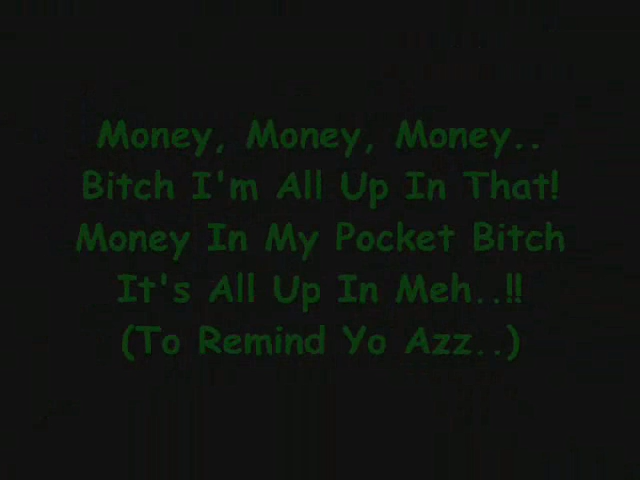 Money, Money, Money..
Bitch I'm All Up In That!
Money In My Pocket Bitch
It's All Up In Meh..!!
(To Remind Yo Azz..)